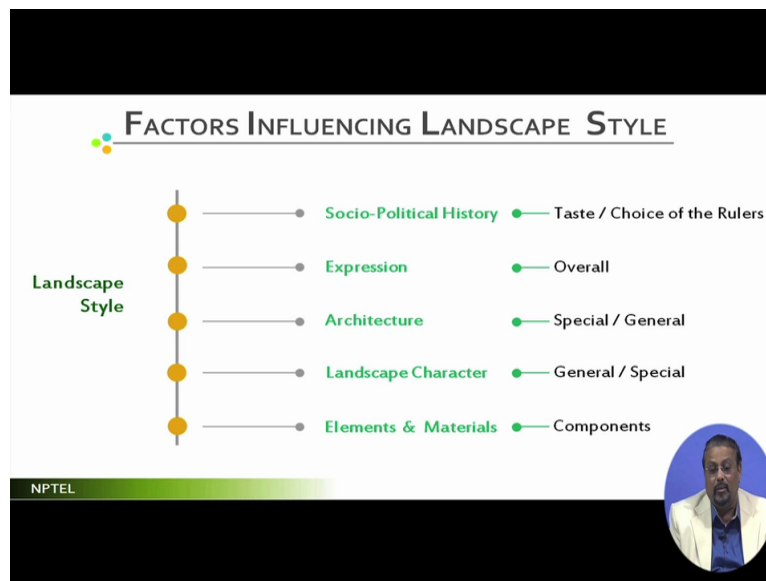 FACTORS INFLUENCING LANDSCAPE STYLE
Landscape
Style
Socio-Political History Taste / Choice of the Rulers
Expression Overall
Architecture Special / General
Landscape Character General / Special
Elements & Materials Components
NPTEL